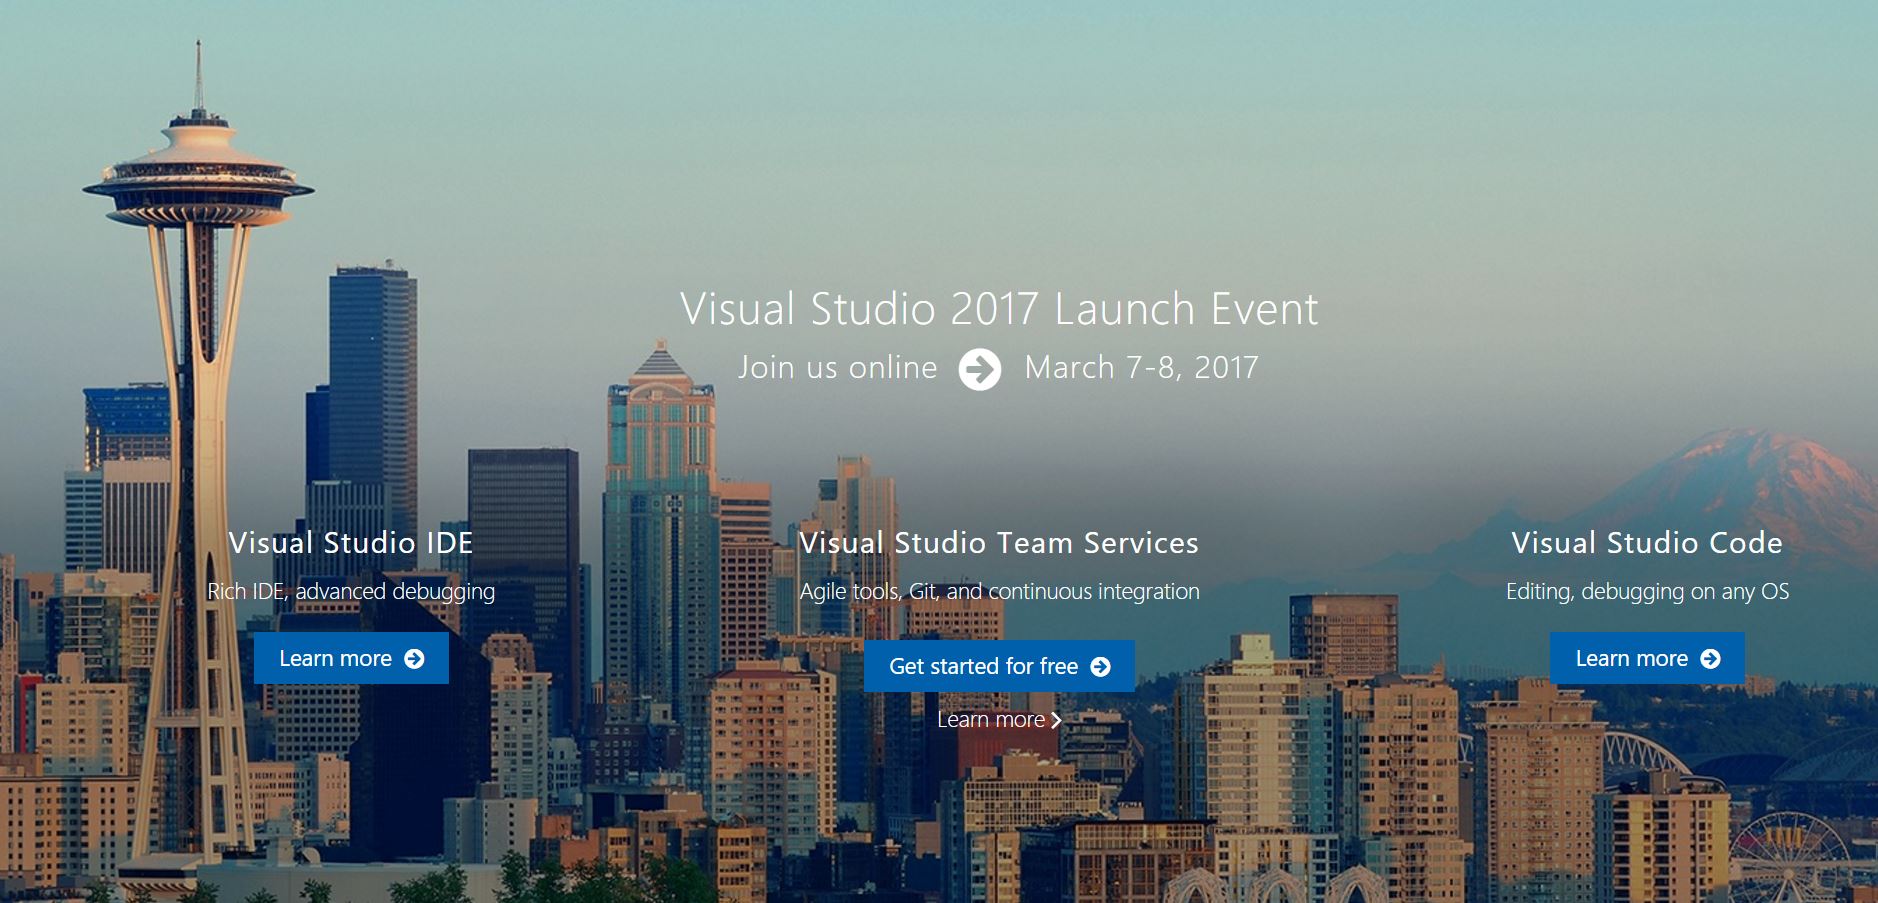 Visual Studio 2017 Launch Event
Join us online March 7-8, 2017
Visual Studio IDE
Rich IDE, advanced debugging
Learn more
Visual Studio Team Services
Agile tools, Git, and continuous integration
Get started for free
Learn more
Visual Studio Code
Editing, debugging on any OS
Learn more